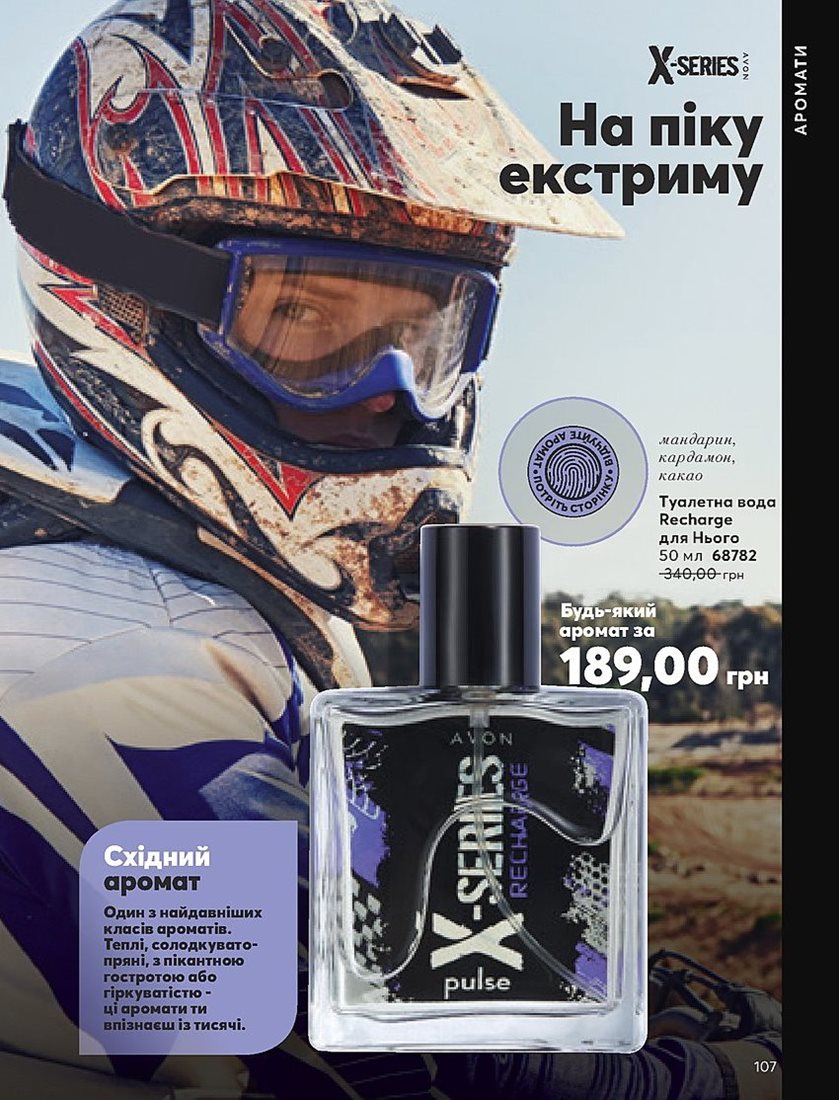 X-SERIES
AVON
АРОМАТИ
На піку
екстриму
ВІДЧУЙТЕ АРОМАТ • ПОТРІТЬ СТОРІНКУ •
мандарин,
кардамон,
какао
Туалетна вода
Recharge
для Нього
50 мл 68782
340,00 грн
Будь-який
аромат за
189,00 грн
AVON
X-SERIES
RECHARGE
pulse
Східний
аромат
Один з найдавніших
класів ароматів.
Теплі, солодкувато-
пряні, з пікантною
гостротою або
гіркуватістю -
ці аромати ти
впізнаєш із тисячі.
107